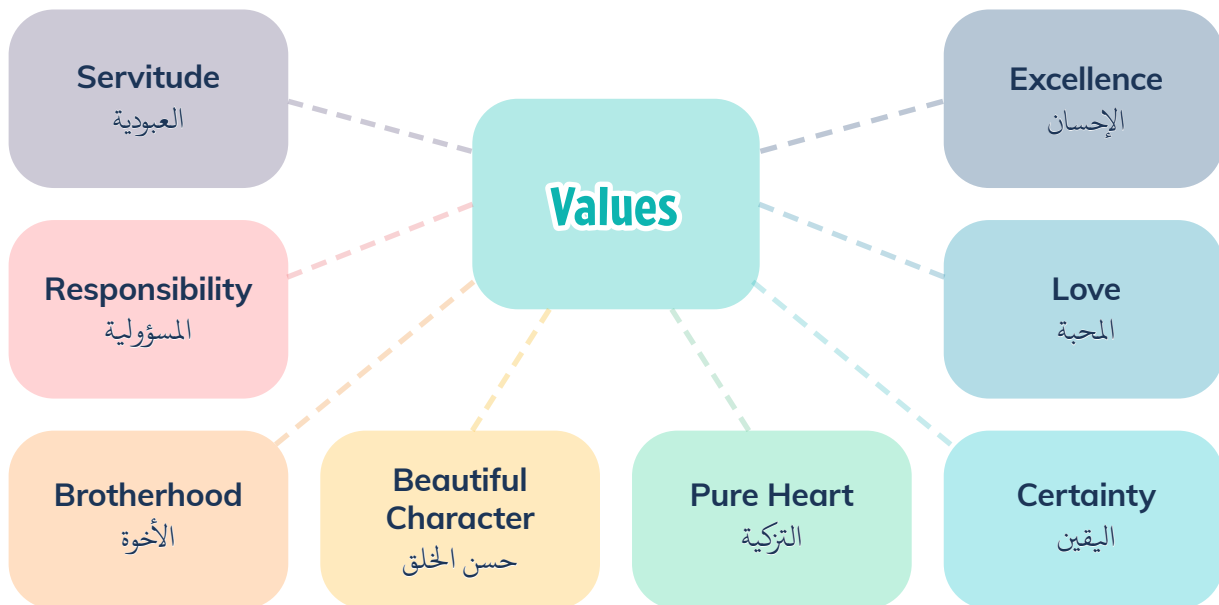 Servitude
العبودية
Excellence
الإحسان
Values
Responsibility
المسؤولية
Love
المحبة
Brotherhood
الأخوة
Beautiful
Character
حسن الخلق
Pure Heart
التزكية
Certainty
اليقين